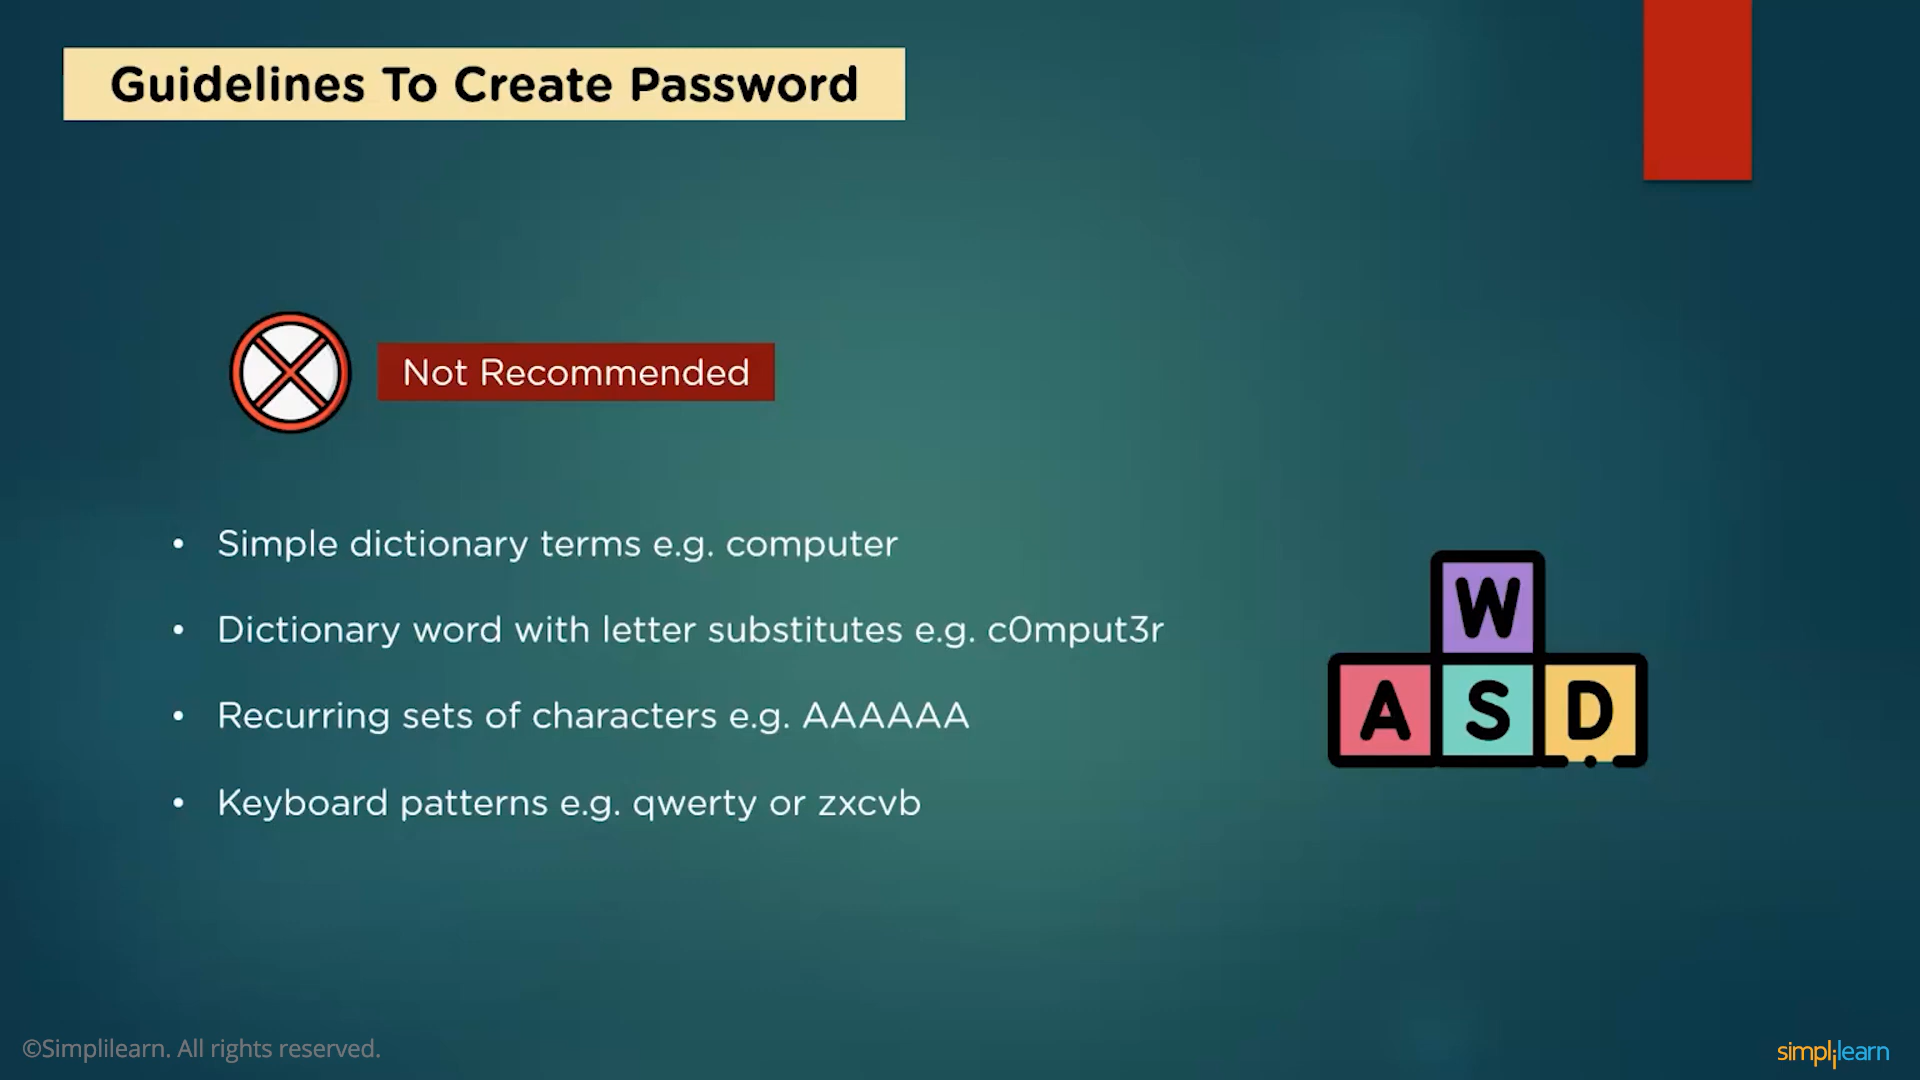 Guidelines To Create Password
Not Recommended
• Simple dictionary terms e.g. computer
• Dictionary word with letter substitutes e.g. c0mput3r
• Recurring sets of characters e.g. AAAAAA
• Keyboard patterns e.g. qwerty or zxcvb
W
A S D
©Simplilearn. All rights reserved.
simplilearn